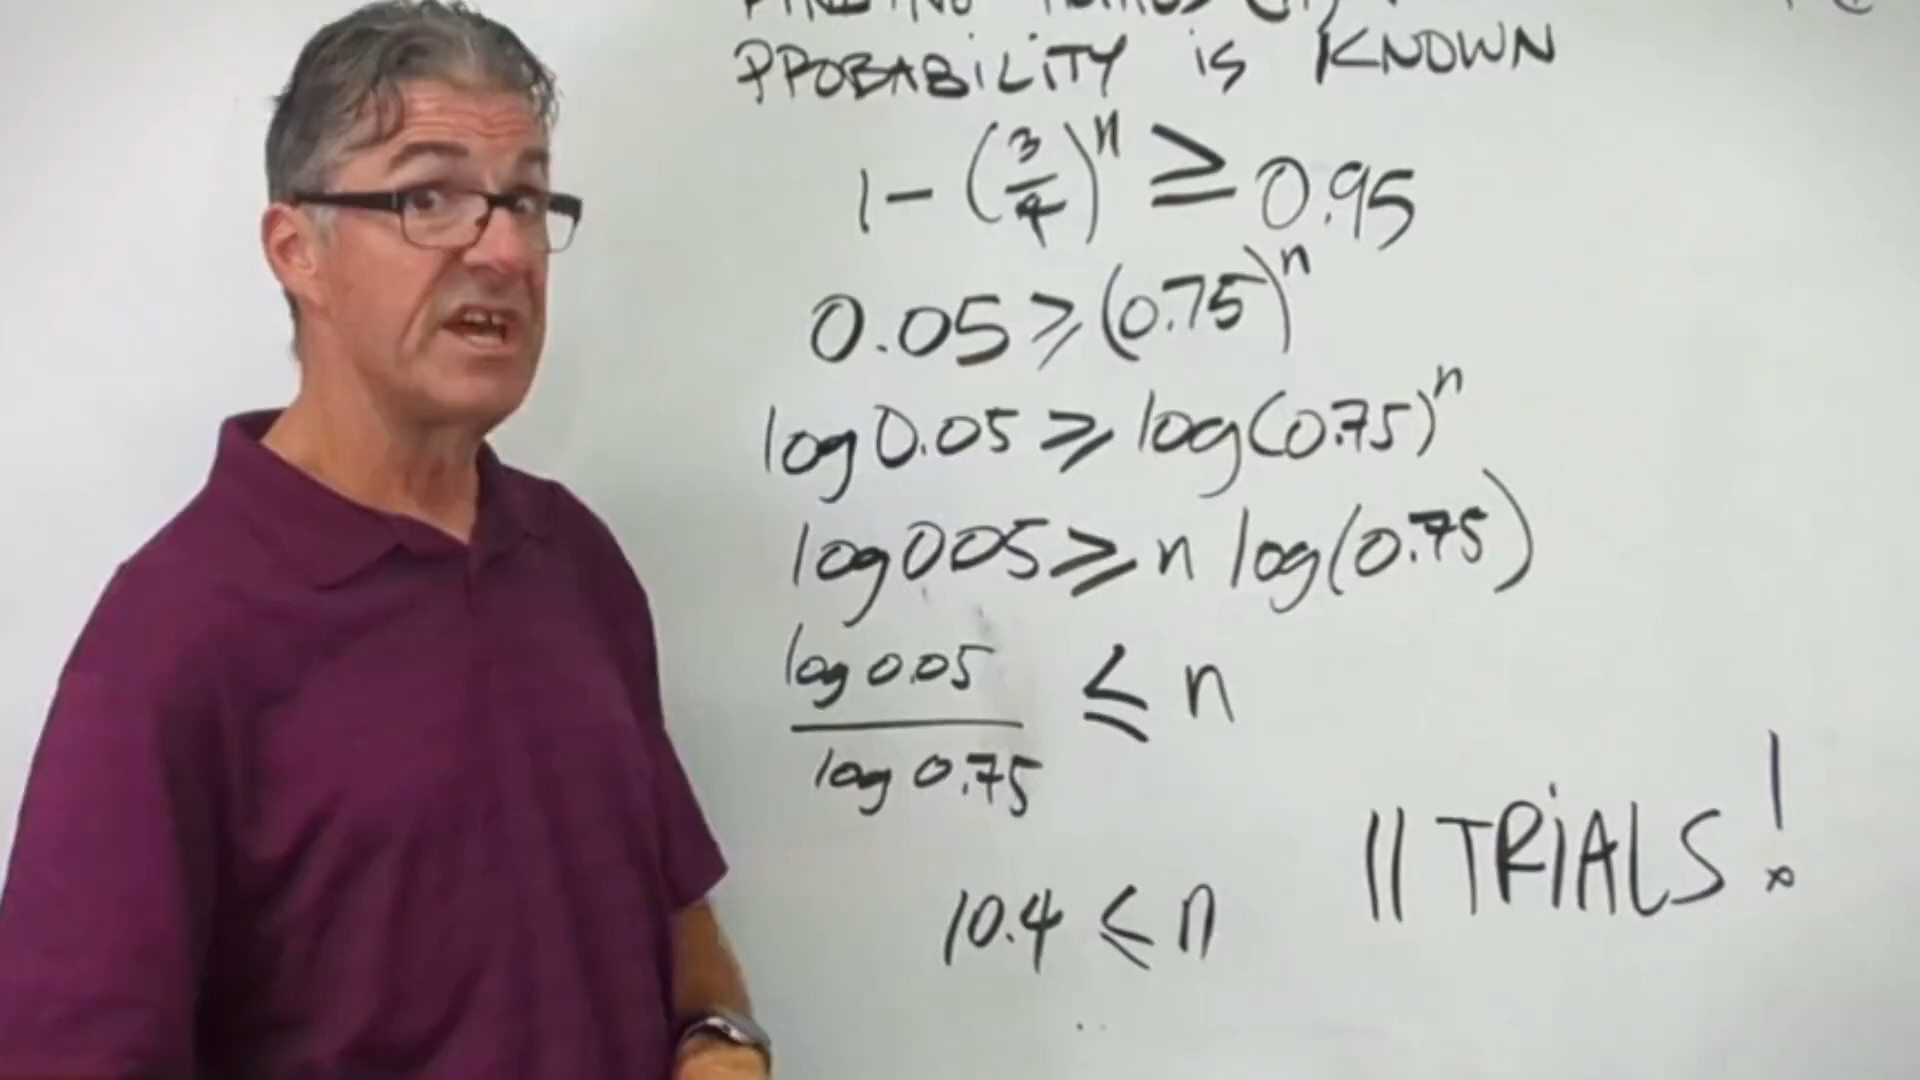 PROBABILITY IS KNOWN
1 - (3/4)^n ≥ 0.95
0.05 ≥ (0.75)^n
log 0.05 ≥ log(0.75)^n
log 005 ≥ n log(0.75)
log 0.05 / log 0.75 ≤ n
11 TRIALS!
10.4 ≤ n